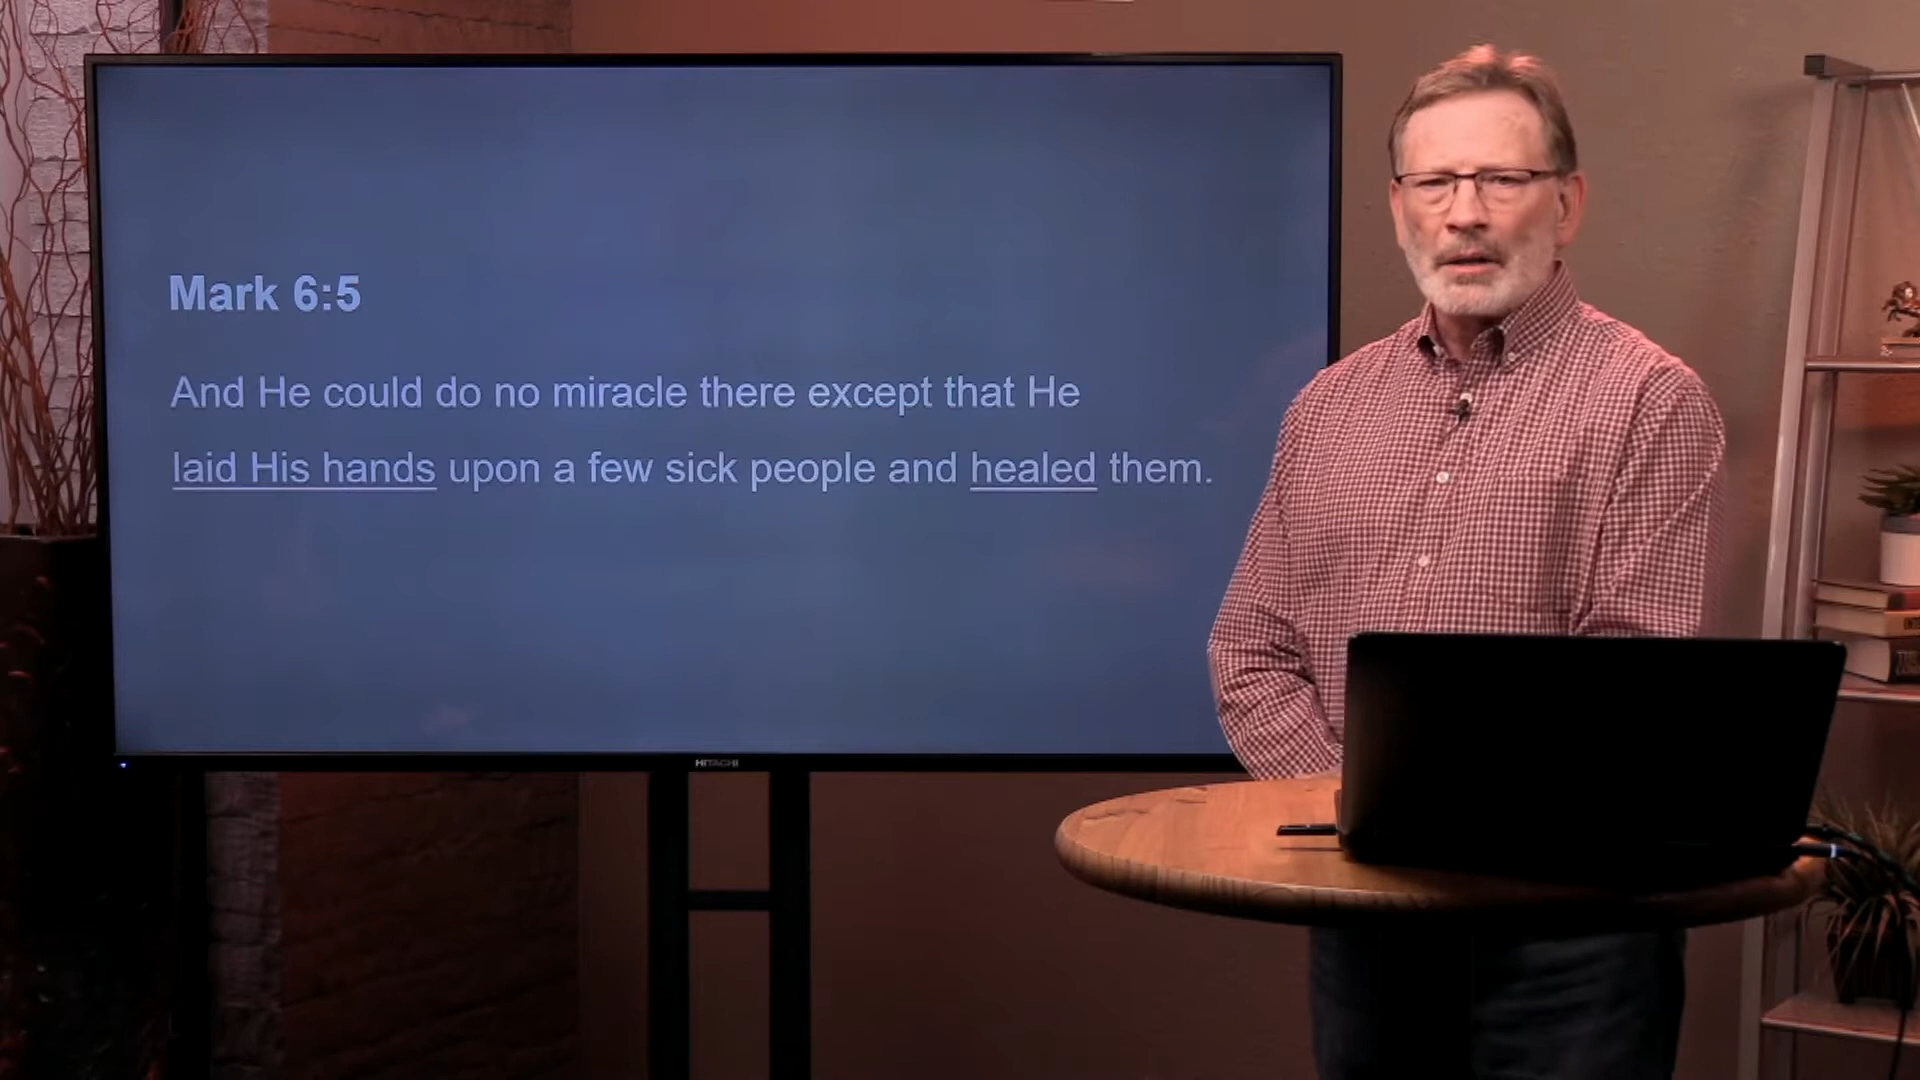 Mark 6:5
And He could do no miracle there except that He
laid His hands upon a few sick people and healed them.
HITACHI